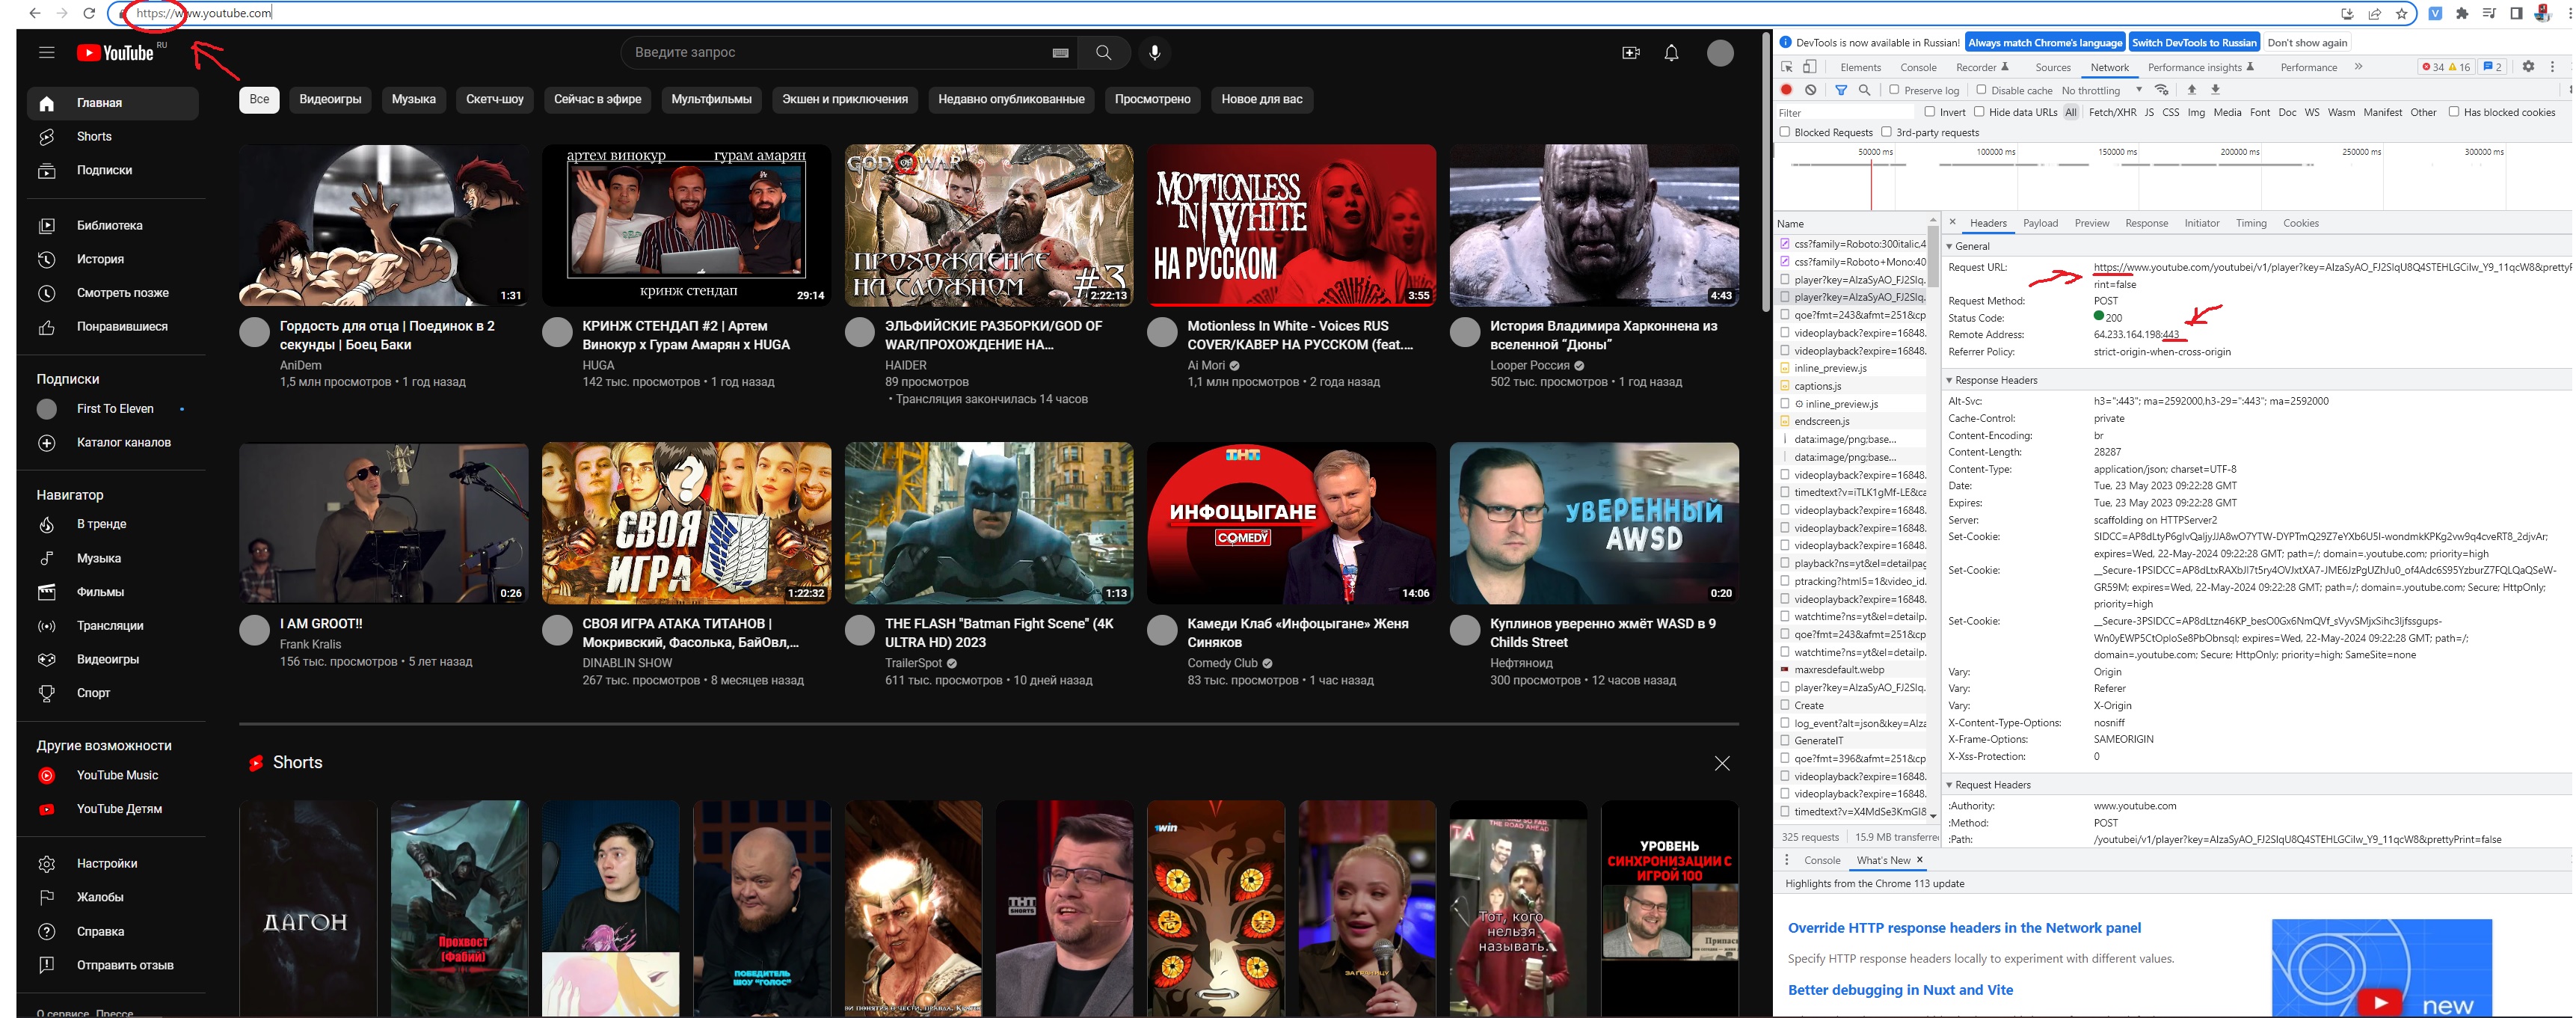 https://www.youtube.com
YouTube RU
Введите запрос
Главная
Shorts
Подписки
Библиотека
История
Смотреть позже
Понравившиеся
Подписки
First To Eleven
Каталог каналов
Навигатор
В тренде
Музыка
Фильмы
Трансляции
Видеоигры
Спорт
Другие возможности
YouTube Music
YouTube Детям
Настройки
Жалобы
Справка
Отправить отзыв
О сервисе Прессе
Все Видеоигры Музыка Скетч-шоу Сейчас в эфире Мультфильмы Экшен и приключения Недавно опубликованные Просмотрено Новое для вас
1:31
Гордость для отца | Поединок в 2
секунды | Боец Баки
AniDem
1,5 млн просмотров • 1 год назад
артем винокур гурам амарян
кринж стендап
29:14
КРИНЖ СТЕНДАП #2 | Артем
Винокур х Гурам Амарян х HUGA
HUGA
142 тыс. просмотров • 1 год назад
GOD OF WAR
ПРОХОЖДЕНИЕ
НА СЛОЖНОМ #3
2:22:13
ЭЛЬФИЙСКИЕ РАЗБОРКИ/GOD OF
WAR/ПРОХОЖДЕНИЕ НА...
HAIDER
89 просмотров
• Трансляция закончилась 14 часов
MOTIONLESS
IN WHITE
НА РУССКОМ
3:55
Motionless In White - Voices RUS
COVER/КАВЕР НА РУССКОМ (feat....
Ai Mori
1,1 млн просмотров • 2 года назад
4:43
История Владимира Харконнена из
вселенной “Дюны”
Looper Россия
502 тыс. просмотров • 1 год назад
0:26
I AM GROOT!!
Frank Kralis
156 тыс. просмотров • 5 лет назад
?
СВОЯ
ИГРА
1:22:32
СВОЯ ИГРА АТАКА ТИТАНОВ |
Мокривский, Фасолька, БайОвл,...
DINABLIN SHOW
267 тыс. просмотров • 8 месяцев назад
1:13
THE FLASH "Batman Fight Scene" (4K
ULTRA HD) 2023
TrailerSpot
611 тыс. просмотров • 10 дней назад
ТНТ
ИНФОЦЫГАНЕ
COMEDY
14:06
Камеди Клаб «Инфоцыгане» Женя
Синяков
Comedy Club
83 тыс. просмотров • 1 час назад
УВЕРЕННЫЙ
AWSD
0:20
Куплинов уверенно жмёт WASD в 9
Childs Street
Нефтяноид
300 просмотров • 12 часов назад
Shorts
ДАГОН
Прохвост
(Фабий)
ПОБЕДИТЕЛЬ
ШОУ "ГОЛОС"
ТНТ
SHORTS
1win
ЗАГРАНИЦУ
THE ROAD AHEAD
Тот, кого
нельзя
называть.
УРОВЕНЬ
СИНХРОНИЗАЦИИ С
ИГРОЙ 100
DevTools is now available in Russian! Always match Chrome's language Switch DevTools to Russian Don't show again
Elements Console Recorder Sources Network Performance insights Performance » 34 16 2
Preserve log Disable cache No throttling
Filter Invert Hide data URLs All Fetch/XHR JS CSS Img Media Font Doc WS Wasm Manifest Other Has blocked cookies
Blocked Requests 3rd-party requests
50000 ms 100000 ms 150000 ms 200000 ms 250000 ms 300000 ms
Name
css?family=Roboto:300italic,4
css?family=Roboto+Mono:40
player?key=AIzaSyAO_FJ2Slq.
player?key=AIzaSyAO_FJ2Slq.
qoe?fmt=243&afmt=251&cp
videoplayback?expire=16848.
videoplayback?expire=16848.
inline_preview.js
captions.js
inline_preview.js
endscreen.js
data:image/png;base...
data:image/png;base...
videoplayback?expire=16848.
timedtext?v=iTLK1gMf-LE&ca
videoplayback?expire=16848.
videoplayback?expire=16848.
videoplayback?expire=16848.
videoplayback?expire=16848.
playback?ns=yt&el=detailpag
ptracking?html5=1&video_id.
videoplayback?expire=16848.
watchtime?ns=yt&el=detailp.
qoe?fmt=243&afmt=251&cp
watchtime?ns=yt&el=detailp.
maxresdefault.webp
player?key=AIzaSyAO_FJ2Slq.
Create
log_event?alt=json&key=AIza
GenerateIT
qoe?fmt=396&afmt=251&cp
videoplayback?expire=16848.
videoplayback?expire=16848.
timedtext?v=X4MdSe3KmGI&
325 requests 15.9 MB transferre
× Headers Payload Preview Response Initiator Timing Cookies
General
Request URL: https://www.youtube.com/youtubei/v1/player?key=AIzaSyAO_FJ2SlqU8Q4STEHLGCilw_Y9_11qcW8&prettyP
rint=false
Request Method: POST
Status Code: 200
Remote Address: 64.233.164.198:443
Referrer Policy: strict-origin-when-cross-origin
Response Headers
Alt-Svc: h3=":443"; ma=2592000,h3-29=":443"; ma=2592000
Cache-Control: private
Content-Encoding: br
Content-Length: 28287
Content-Type: application/json; charset=UTF-8
Date: Tue, 23 May 2023 09:22:28 GMT
Expires: Tue, 23 May 2023 09:22:28 GMT
Server: scaffolding on HTTPServer2
Set-Cookie: SIDCC=AP8dLtyP6gIvQaljyJJA8wO7YTW-DYPTmQ29Z7eYXb6U5I-wondmkKPKg2vw9q4cveRT8_2djvAr;
expires=Wed, 22-May-2024 09:22:28 GMT; path=/; domain=.youtube.com; priority=high
Set-Cookie: __Secure-1PSIDCC=AP8dLtxRAXbJl7t5ry4OVJxtXA7-JME6JzPgUZhJu0_of4Adc6S95YzburZ7FQLQaQSeW-
GR59M; expires=Wed, 22-May-2024 09:22:28 GMT; path=/; domain=.youtube.com; Secure; HttpOnly;
priority=high
Set-Cookie: __Secure-3PSIDCC=AP8dLtzn46KP_besO0Gx6NmQVf_sVyvSMjxSihc3Ijfssgups-
Wn0yEWP5CtOploSe8PbObnsql; expires=Wed, 22-May-2024 09:22:28 GMT; path=/;
domain=.youtube.com; Secure; HttpOnly; priority=high; SameSite=none
Vary: Origin
Vary: Referer
Vary: X-Origin
X-Content-Type-Options: nosniff
X-Frame-Options: SAMEORIGIN
X-Xss-Protection: 0
Request Headers
:Authority: www.youtube.com
:Method: POST
:Path: /youtubei/v1/player?key=AIzaSyAO_FJ2SlqU8Q4STEHLGCilw_Y9_11qcW8&prettyPrint=false
Console What's New ×
Highlights from the Chrome 113 update
Override HTTP response headers in the Network panel
Specify HTTP response headers locally to experiment with different values.
Better debugging in Nuxt and Vite
new